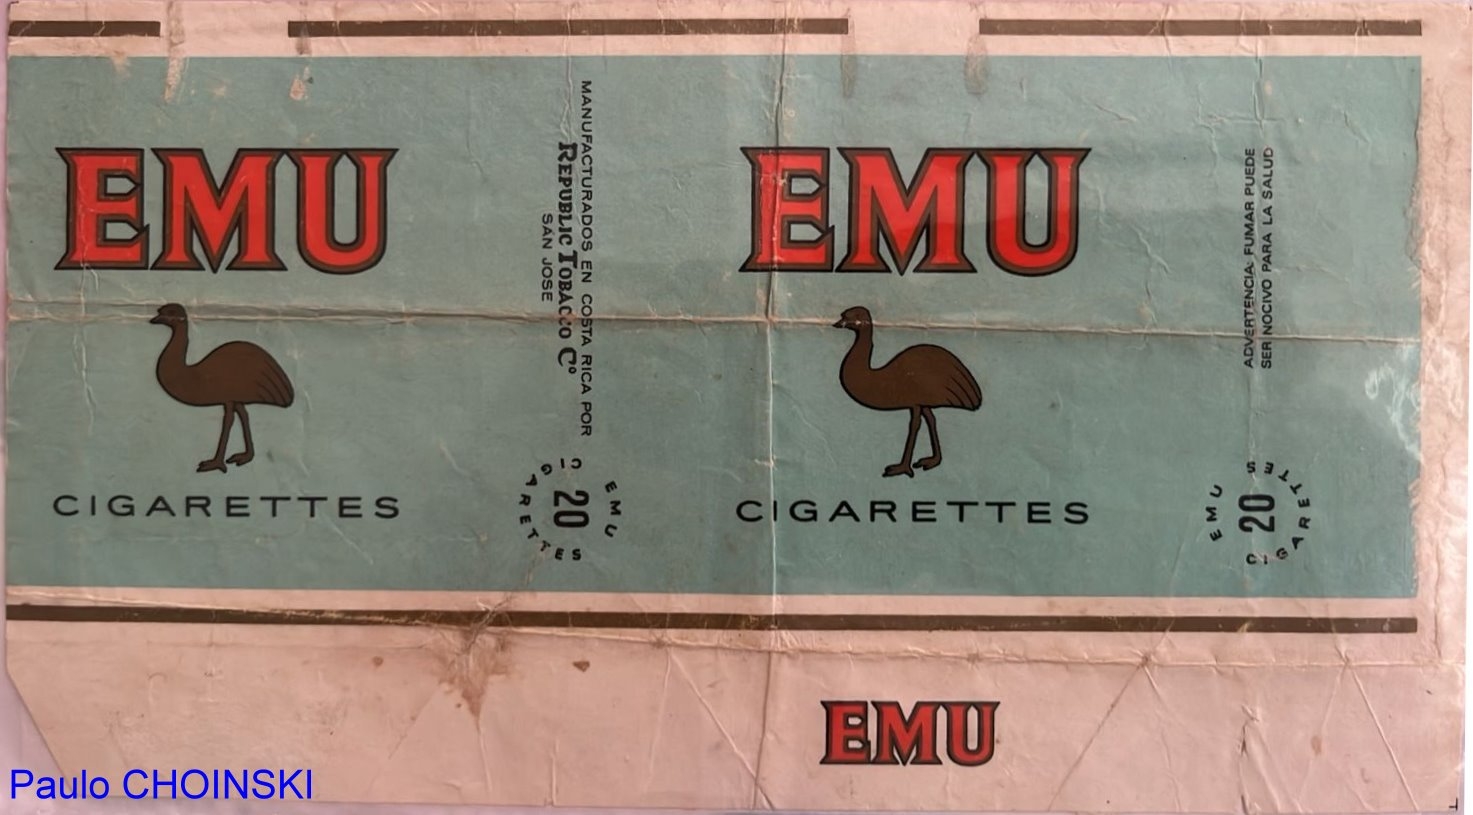 EMU
CIGARETTES
MANUFACTURADOS EN COSTA RICA POR
REPUBLIC TOBACCO Cº
SAN JOSE
EMU
CIGARETTES
20
EMU
CIGARETTES
ADVERTENCIA: FUMAR PUEDE
SER NOCIVO PARA LA SALUD
EMU
CIGARETTES
20
EMU
Paulo CHOINSKI